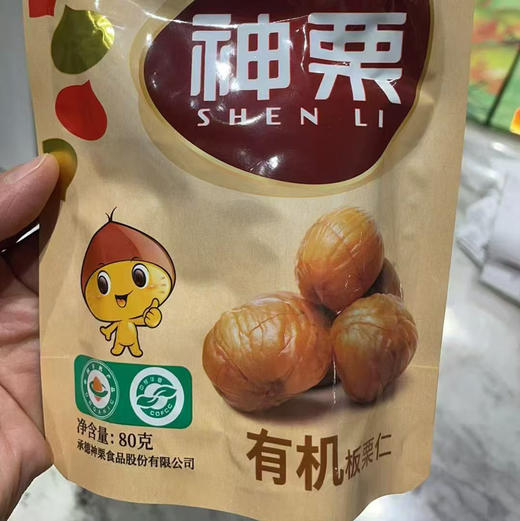 神栗
SHEN LI
COFCC
净含量: 80克
承德神栗食品股份有限公司
有机板栗仁